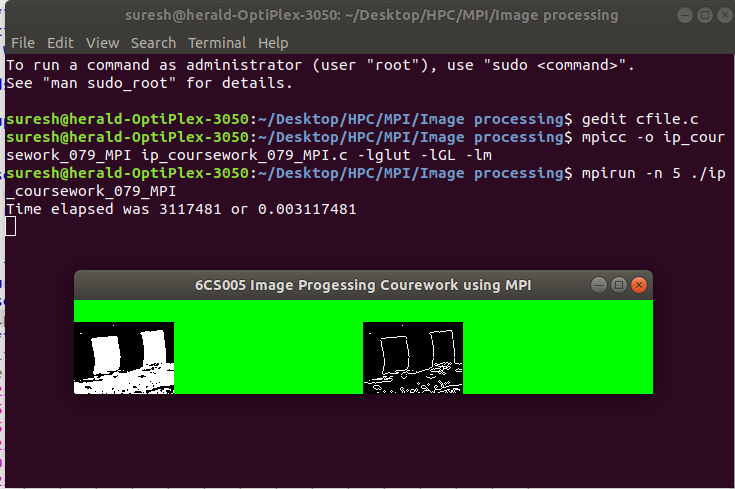 suresh@herald-OptiPlex-3050: ~/Desktop/HPC/MPI/Image processing
File Edit View Search Terminal Help
To run a command as administrator (user "root"), use "sudo <command>".
See "man sudo_root" for details.
suresh@herald-OptiPlex-3050:~/Desktop/HPC/MPI/Image processing$ gedit cfile.c
suresh@herald-OptiPlex-3050:~/Desktop/HPC/MPI/Image processing$ mpicc -o ip_cour
sework_079_MPI ip_coursework_079_MPI.c -lglut -lGL -lm
suresh@herald-OptiPlex-3050:~/Desktop/HPC/MPI/Image processing$ mpirun -n 5 ./ip
_coursework_079_MPI
Time elapsed was 3117481 or 0.003117481
6CS005 Image Progessing Courework using MPI